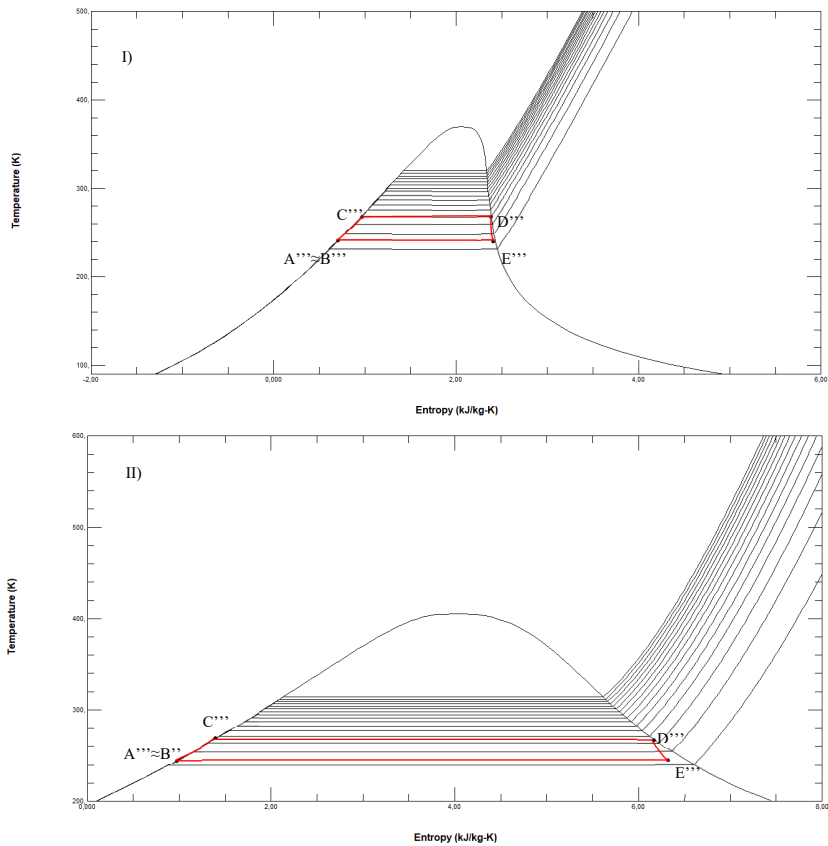 500,
I)
400,
300,
200,
100,
C’’’
D’’’
A’’’≈B’’’
E’’’
-2,00 0,000 2,00 4,00 6,00
Temperature (K)
Entropy (kJ/kg-K)
600,
II)
500,
400,
300,
200,
C’’’
D’’’
A’’’≈B’’
E’’’
0,000 2,00 4,00 6,00 8,00
Temperature (K)
Entropy (kJ/kg-K)